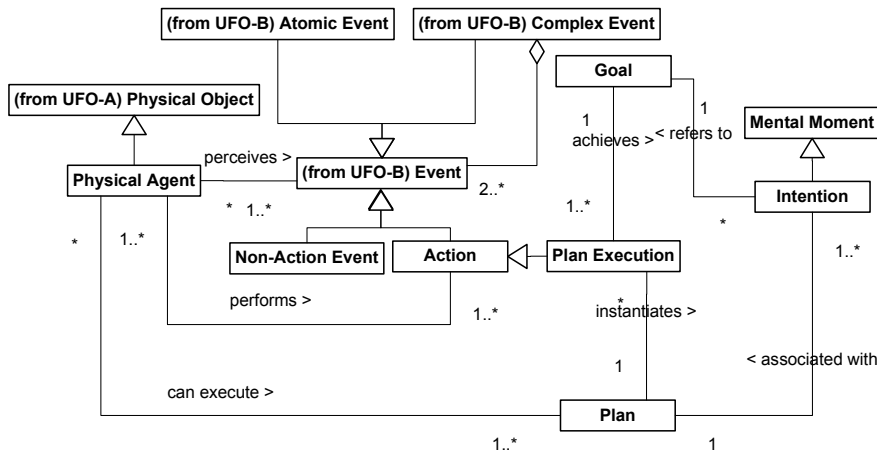 (from UFO-B) Atomic Event
(from UFO-B) Complex Event
Goal
(from UFO-A) Physical Object
1
1
Mental Moment
achieves >
< refers to
perceives >
(from UFO-B) Event
Physical Agent
2..*
Intention
*
1..*
1..*
*
*
1..*
1..*
Non-Action Event
Action
Plan Execution
performs >
1..*
*
instantiates >
1
< associated with
can execute >
Plan
1..*
1